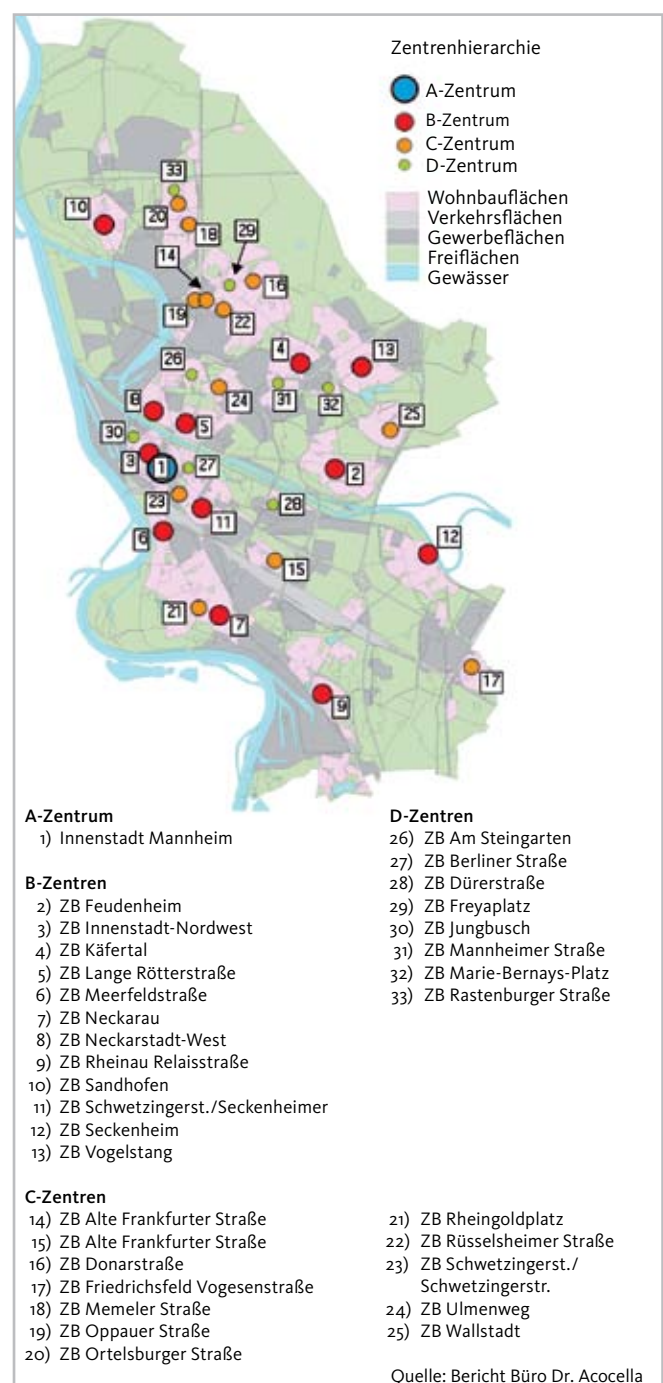 Zentrenhierarchie
A-Zentrum
B-Zentrum
C-Zentrum
D-Zentrum
Wohnbauflächen
Verkehrsflächen
Gewerbeflächen
Freiflächen
Gewässer
33
10
20
18
29
14
16
19
22
4
13
26
24
31
32
25
8
5
30
3
1
27
2
23
11
28
6
12
15
21
7
17
9
A-Zentrum
1) Innenstadt Mannheim
B-Zentren
2) ZB Feudenheim
3) ZB Innenstadt-Nordwest
4) ZB Käfertal
5) ZB Lange Rötterstraße
6) ZB Meerfeldstraße
7) ZB Neckarau
8) ZB Neckarstadt-West
9) ZB Rheinau Relaisstraße
10) ZB Sandhofen
11) ZB Schwetzingerst./Seckenheimer
12) ZB Seckenheim
13) ZB Vogelstang
D-Zentren
26) ZB Am Steingarten
27) ZB Berliner Straße
28) ZB Dürerstraße
29) ZB Freyaplatz
30) ZB Jungbusch
31) ZB Mannheimer Straße
32) ZB Marie-Bernays-Platz
33) ZB Rastenburger Straße
C-Zentren
14) ZB Alte Frankfurter Straße
15) ZB Alte Frankfurter Straße
16) ZB Donarstraße
17) ZB Friedrichsfeld Vogesenstraße
18) ZB Memeler Straße
19) ZB Oppauer Straße
20) ZB Ortelsburger Straße
21) ZB Rheingoldplatz
22) ZB Rüsselsheimer Straße
23) ZB Schwetzingerst./
Schwetzingerstr.
24) ZB Ulmenweg
25) ZB Wallstadt
Quelle: Bericht Büro Dr. Acocella